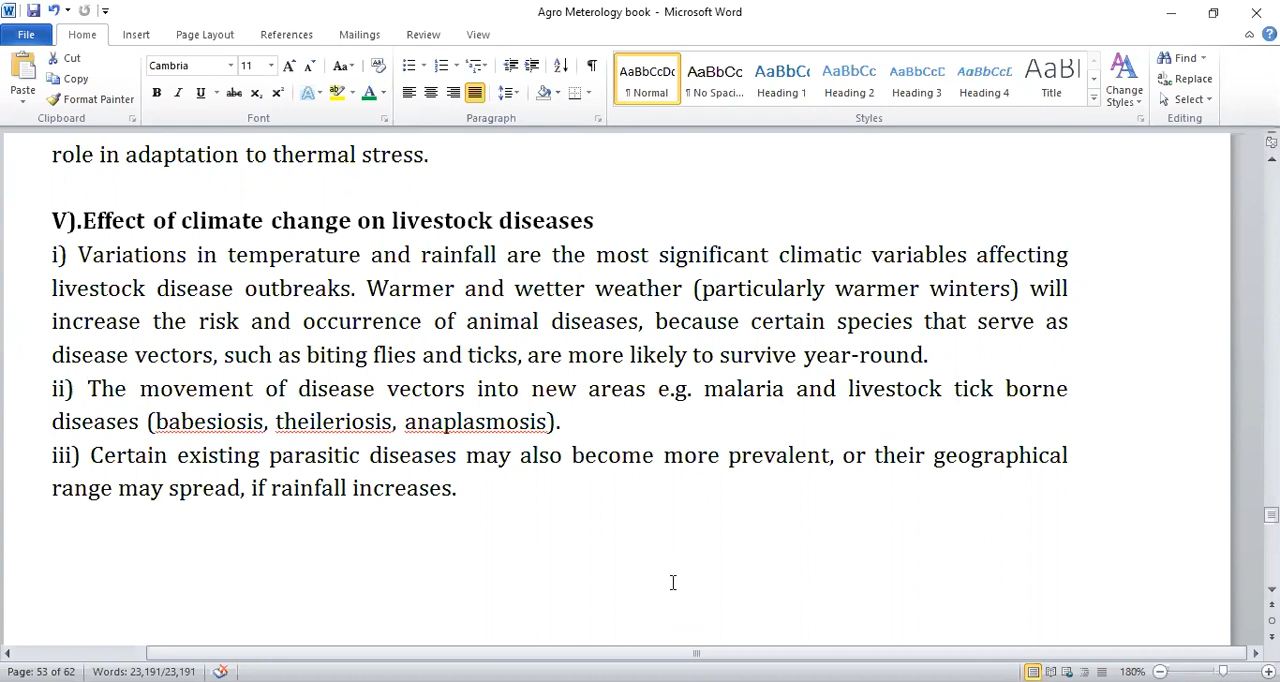 Agro Meterology book - Microsoft Word
File Home Insert Page Layout References Mailings Review View
Paste
Cut
Copy
Format Painter
Clipboard
Cambria 11
Font
Paragraph
AaBbCcDc AaBbCc AaBbCc AaBbCc AaBbCcD AaBbCcL AaBl
¶ Normal ¶ No Spaci... Heading 1 Heading 2 Heading 3 Heading 4 Title
Styles
Change Styles
Find
Replace
Select
Editing
role in adaptation to thermal stress.
V).Effect of climate change on livestock diseases
i) Variations in temperature and rainfall are the most significant climatic variables affecting
livestock disease outbreaks. Warmer and wetter weather (particularly warmer winters) will
increase the risk and occurrence of animal diseases, because certain species that serve as
disease vectors, such as biting flies and ticks, are more likely to survive year-round.
ii) The movement of disease vectors into new areas e.g. malaria and livestock tick borne
diseases (babesiosis, theileriosis, anaplasmosis).
iii) Certain existing parasitic diseases may also become more prevalent, or their geographical
range may spread, if rainfall increases.
Page: 53 of 62 Words: 23,191/23,191 180%